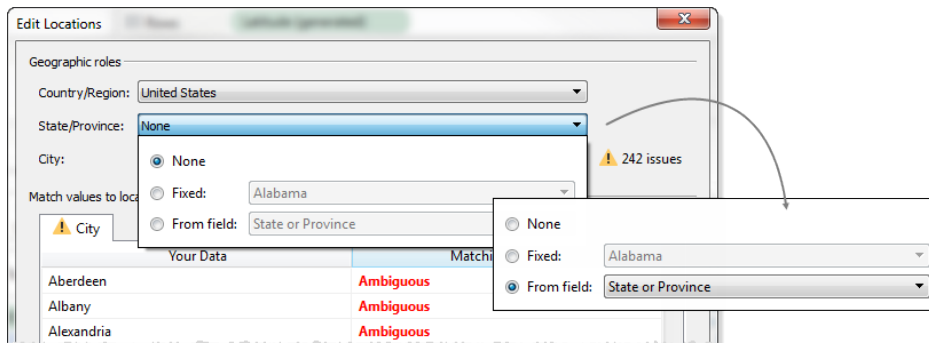 Edit Locations
Geographic roles
Country/Region: United States
State/Province: None
City:
None
242 issues
Fixed: Alabama
From field: State or Province
Match values to loca
City
Your Data
Matchi
Aberdeen Ambiguous
Albany Ambiguous
Alexandria Ambiguous
None
Fixed: Alabama
From field: State or Province